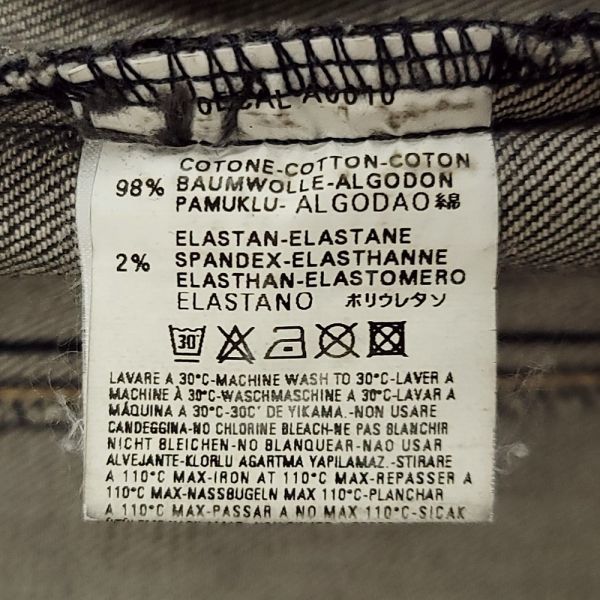 COTONE-COTTON-COTON
98% BAUMWOLLE-ALGODON
PAMUKLU- ALGODAO 綿
ELASTAN-ELASTANE
2% SPANDEX-ELASTHANNE
ELASTHAN-ELASTOMERO
ELASTANO ポリウレタン
30°
LAVARE A 30°C-MACHINE WASH TO 30°C-LAVER A
MACHINE À 30°C-WASCHMASCHINE A 30°C-LAVAR A
MÁQUINA A 30°C-30C' DE YIKAMA.-NON USARE
CANDEGGINA-NO CHLORINE BLEACH-NE PAS BLANCHIR
NICHT BLEICHEN-NO BLANQUEAR-NAO USAR
ALVEJANTE-KLORLU AGARTMA YAPILAMAZ.-STIRARE
A 110°C MAX-IRON AT 110°C MAX-REPASSER A
110°C MAX-NASSBUGELN MAX 110°C-PLANCHAR
A 110°C MAX-PASSAR A NO MAX 110°C-SICAK